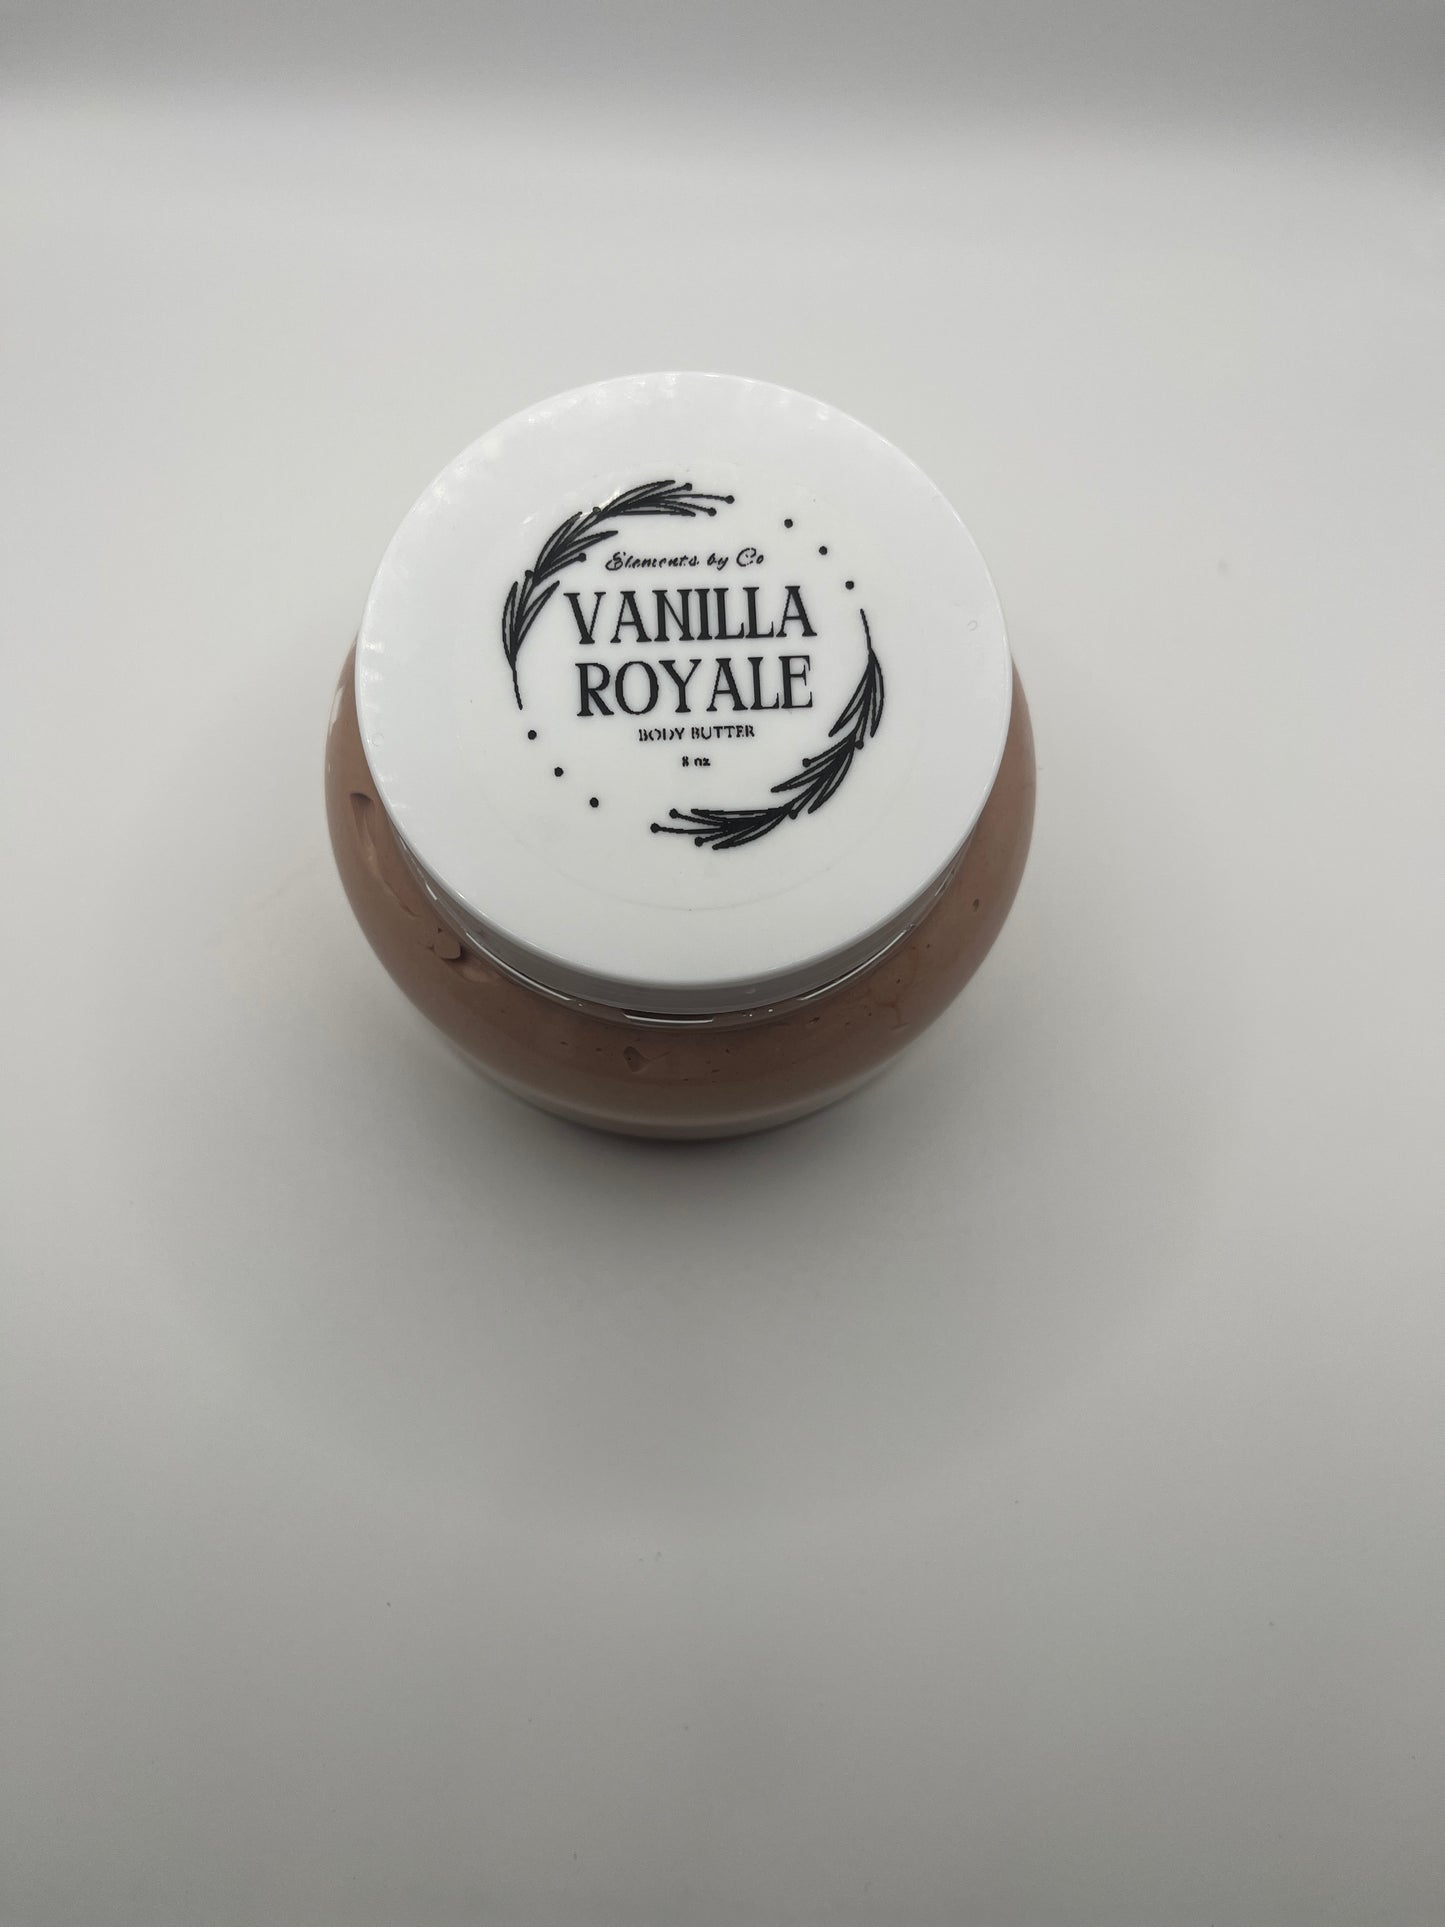 Elements by Co
VANILLA
ROYALE
BODY BUTTER
8 oz